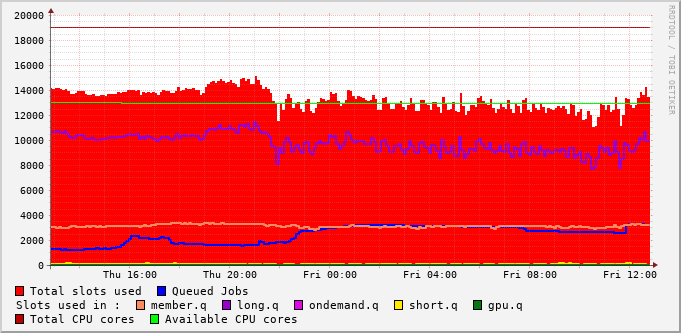 20000
18000
16000
14000
12000
10000
8000
6000
4000
2000
0
Thu 16:00 Thu 20:00 Fri 00:00 Fri 04:00 Fri 08:00 Fri 12:00
RRDTOOL / TOBI OETIKER
Total slots used Queued Jobs
Slots used in : member.q long.q ondemand.q short.q gpu.q
Total CPU cores Available CPU cores